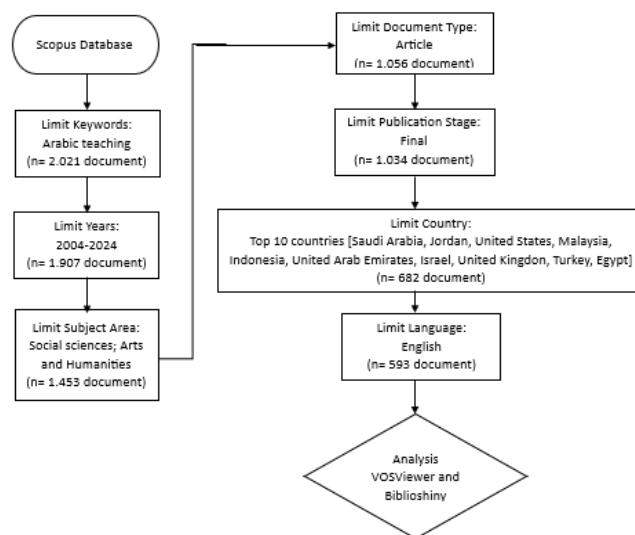 Scopus Database
Limit Keywords:
Arabic teaching
(n= 2.021 document)
Limit Years:
2004-2024
(n= 1.907 document)
Limit Subject Area:
Social sciences; Arts
and Humanities
(n= 1.453 document)
Limit Document Type:
Article
(n= 1.056 document)
Limit Publication Stage:
Final
(n= 1.034 document)
Limit Country:
Top 10 countries [Saudi Arabia, Jordan, United States, Malaysia,
Indonesia, United Arab Emirates, Israel, United Kingdon, Turkey, Egypt]
(n= 682 document)
Limit Language:
English
(n= 593 document)
Analysis
VOSViewer and
Biblioshiny